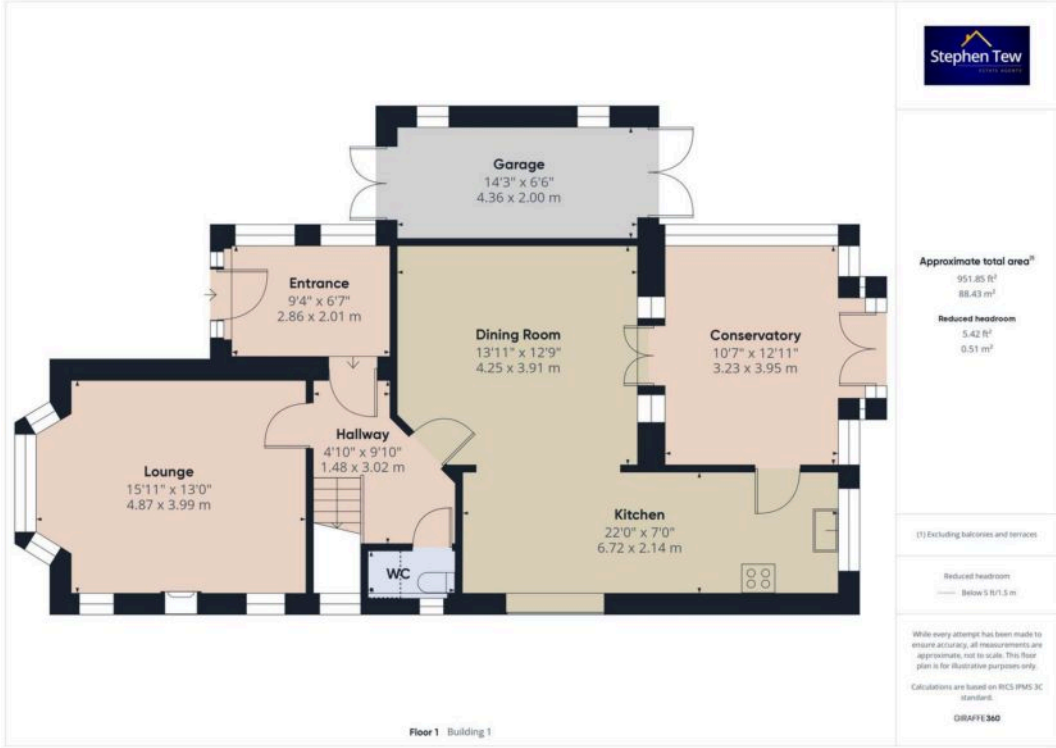 Stephen Tew
ESTATE AGENTS
Garage
14'3" x 6'6"
4.36 x 2.00 m
Entrance
9'4" x 6'7"
2.86 x 2.01 m
Dining Room
13'11" x 12'9"
4.25 x 3.91 m
Conservatory
10'7" x 12'11"
3.23 x 3.95 m
Hallway
4'10" x 9'10"
1.48 x 3.02 m
Lounge
15'11" x 13'0"
4.87 x 3.99 m
Kitchen
22'0" x 7'0"
6.72 x 2.14 m
WC
Approximate total area⁽¹⁾
951.85 ft²
88.43 m²
Reduced headroom
5.42 ft²
0.51 m²
(1) Excluding balconies and terraces
Reduced headroom
Below 5 ft/1.5 m
While every attempt has been made to
ensure accuracy, all measurements are
approximate, not to scale. This floor
plan is for illustrative purposes only.
Calculations are based on RICS IPMS 3C
standard.
GIRAFFE360
Floor 1 Building 1